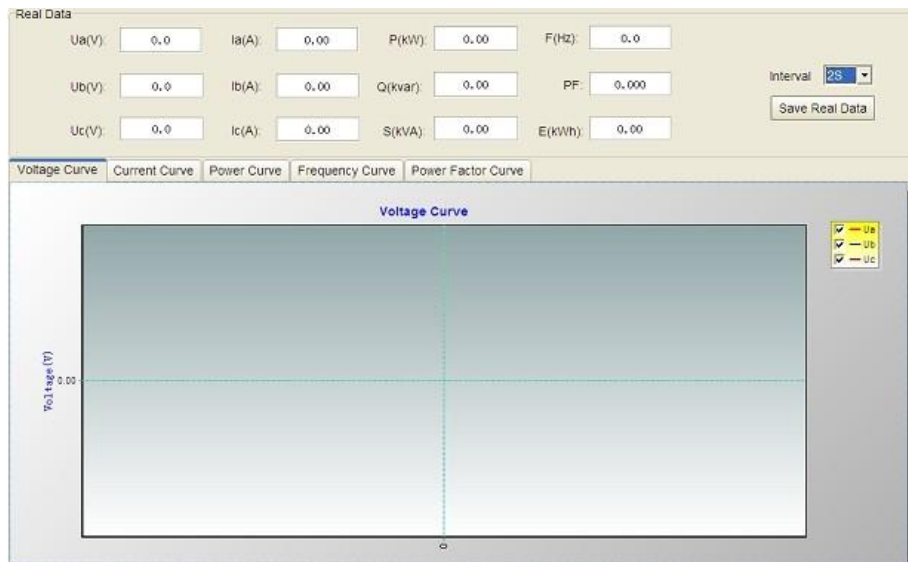 Real Data
Ua(V): 0.0 Ia(A): 0.00 P(kW): 0.00 F(Hz): 0.0
Ub(V): 0.0 Ib(A): 0.00 Q(kvar): 0.00 PF: 0.000
Uc(V): 0.0 Ic(A): 0.00 S(kVA): 0.00 E(kWh): 0.00
Interval 2S
Save Real Data
Voltage Curve Current Curve Power Curve Frequency Curve Power Factor Curve
Voltage Curve
Ua
Ub
Uc
Voltage(V)
0.00
0